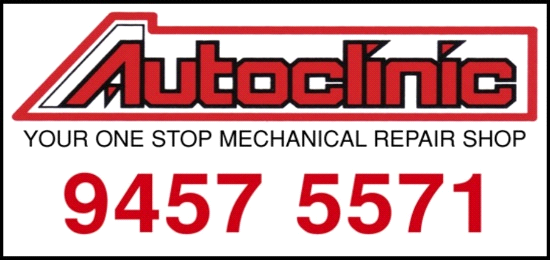 Autoclinic
YOUR ONE STOP MECHANICAL REPAIR SHOP
9457 5571